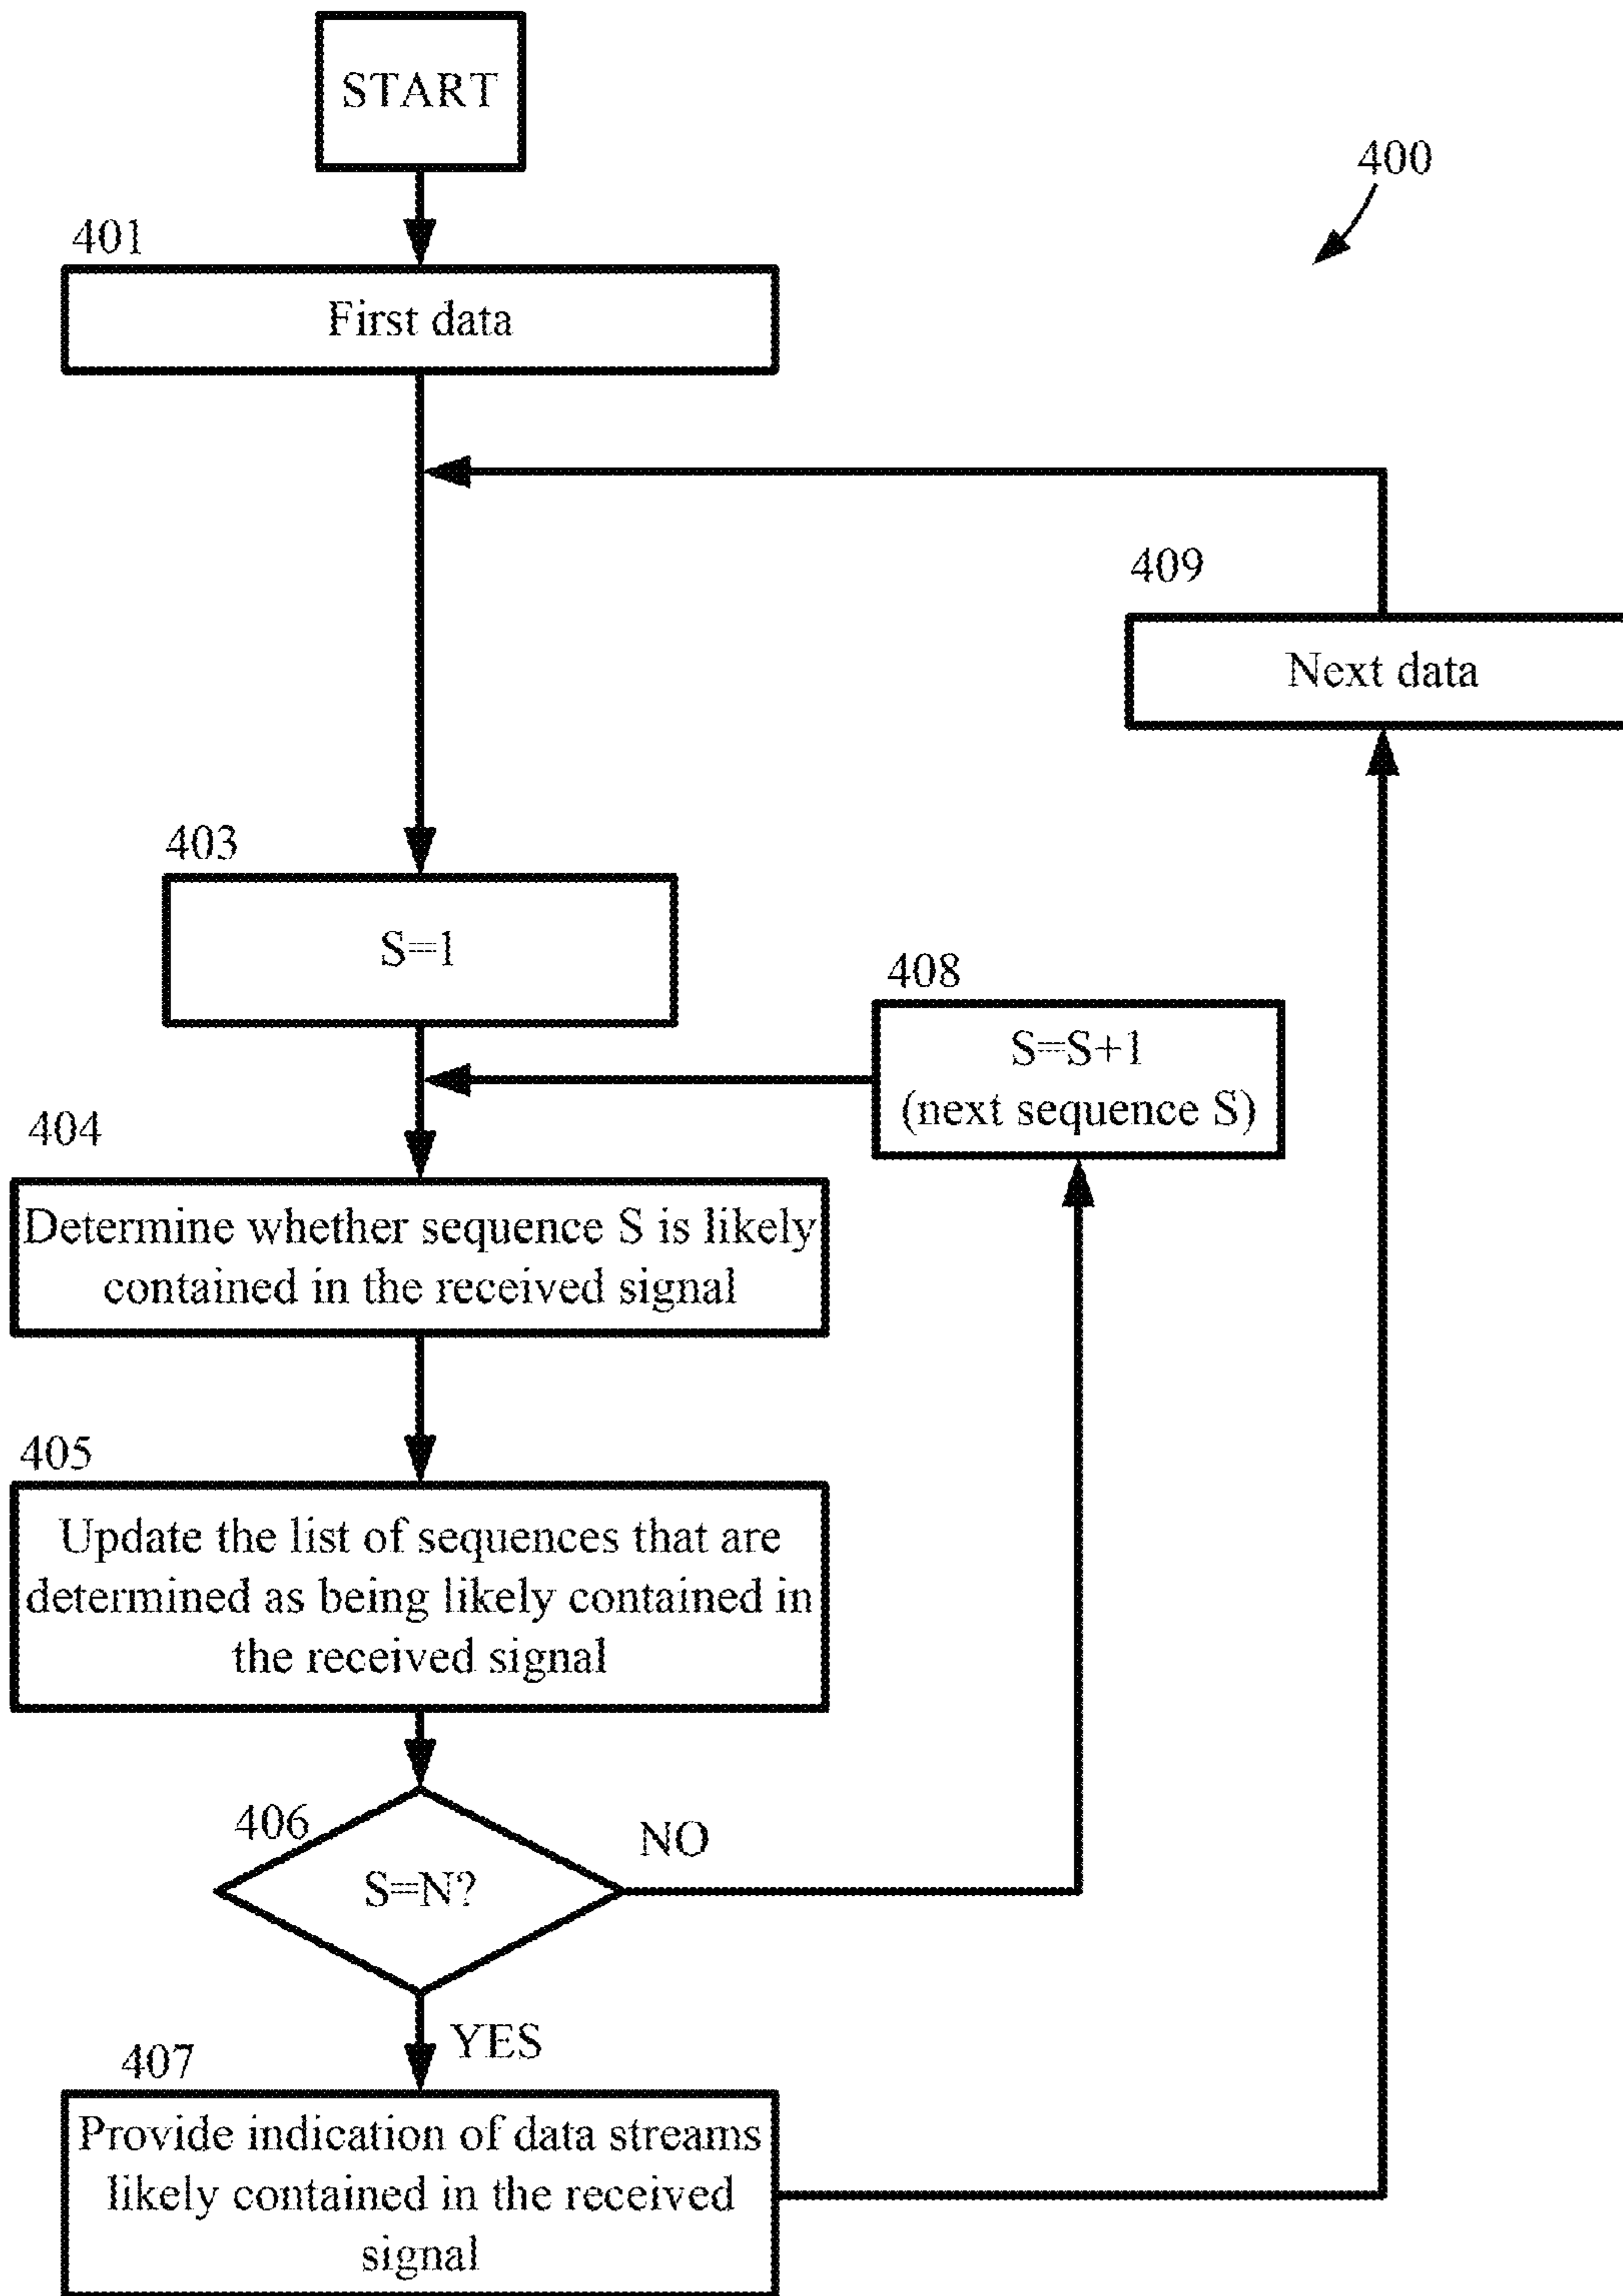 START
400
401
First data
409
Next data
403
S=1
408
S=S+1
(next sequence S)
404
Determine whether sequence S is likely
contained in the received signal
405
Update the list of sequences that are
determined as being likely contained in
the received signal
406
S=N?
NO
YES
407
Provide indication of data streams
likely contained in the received
signal